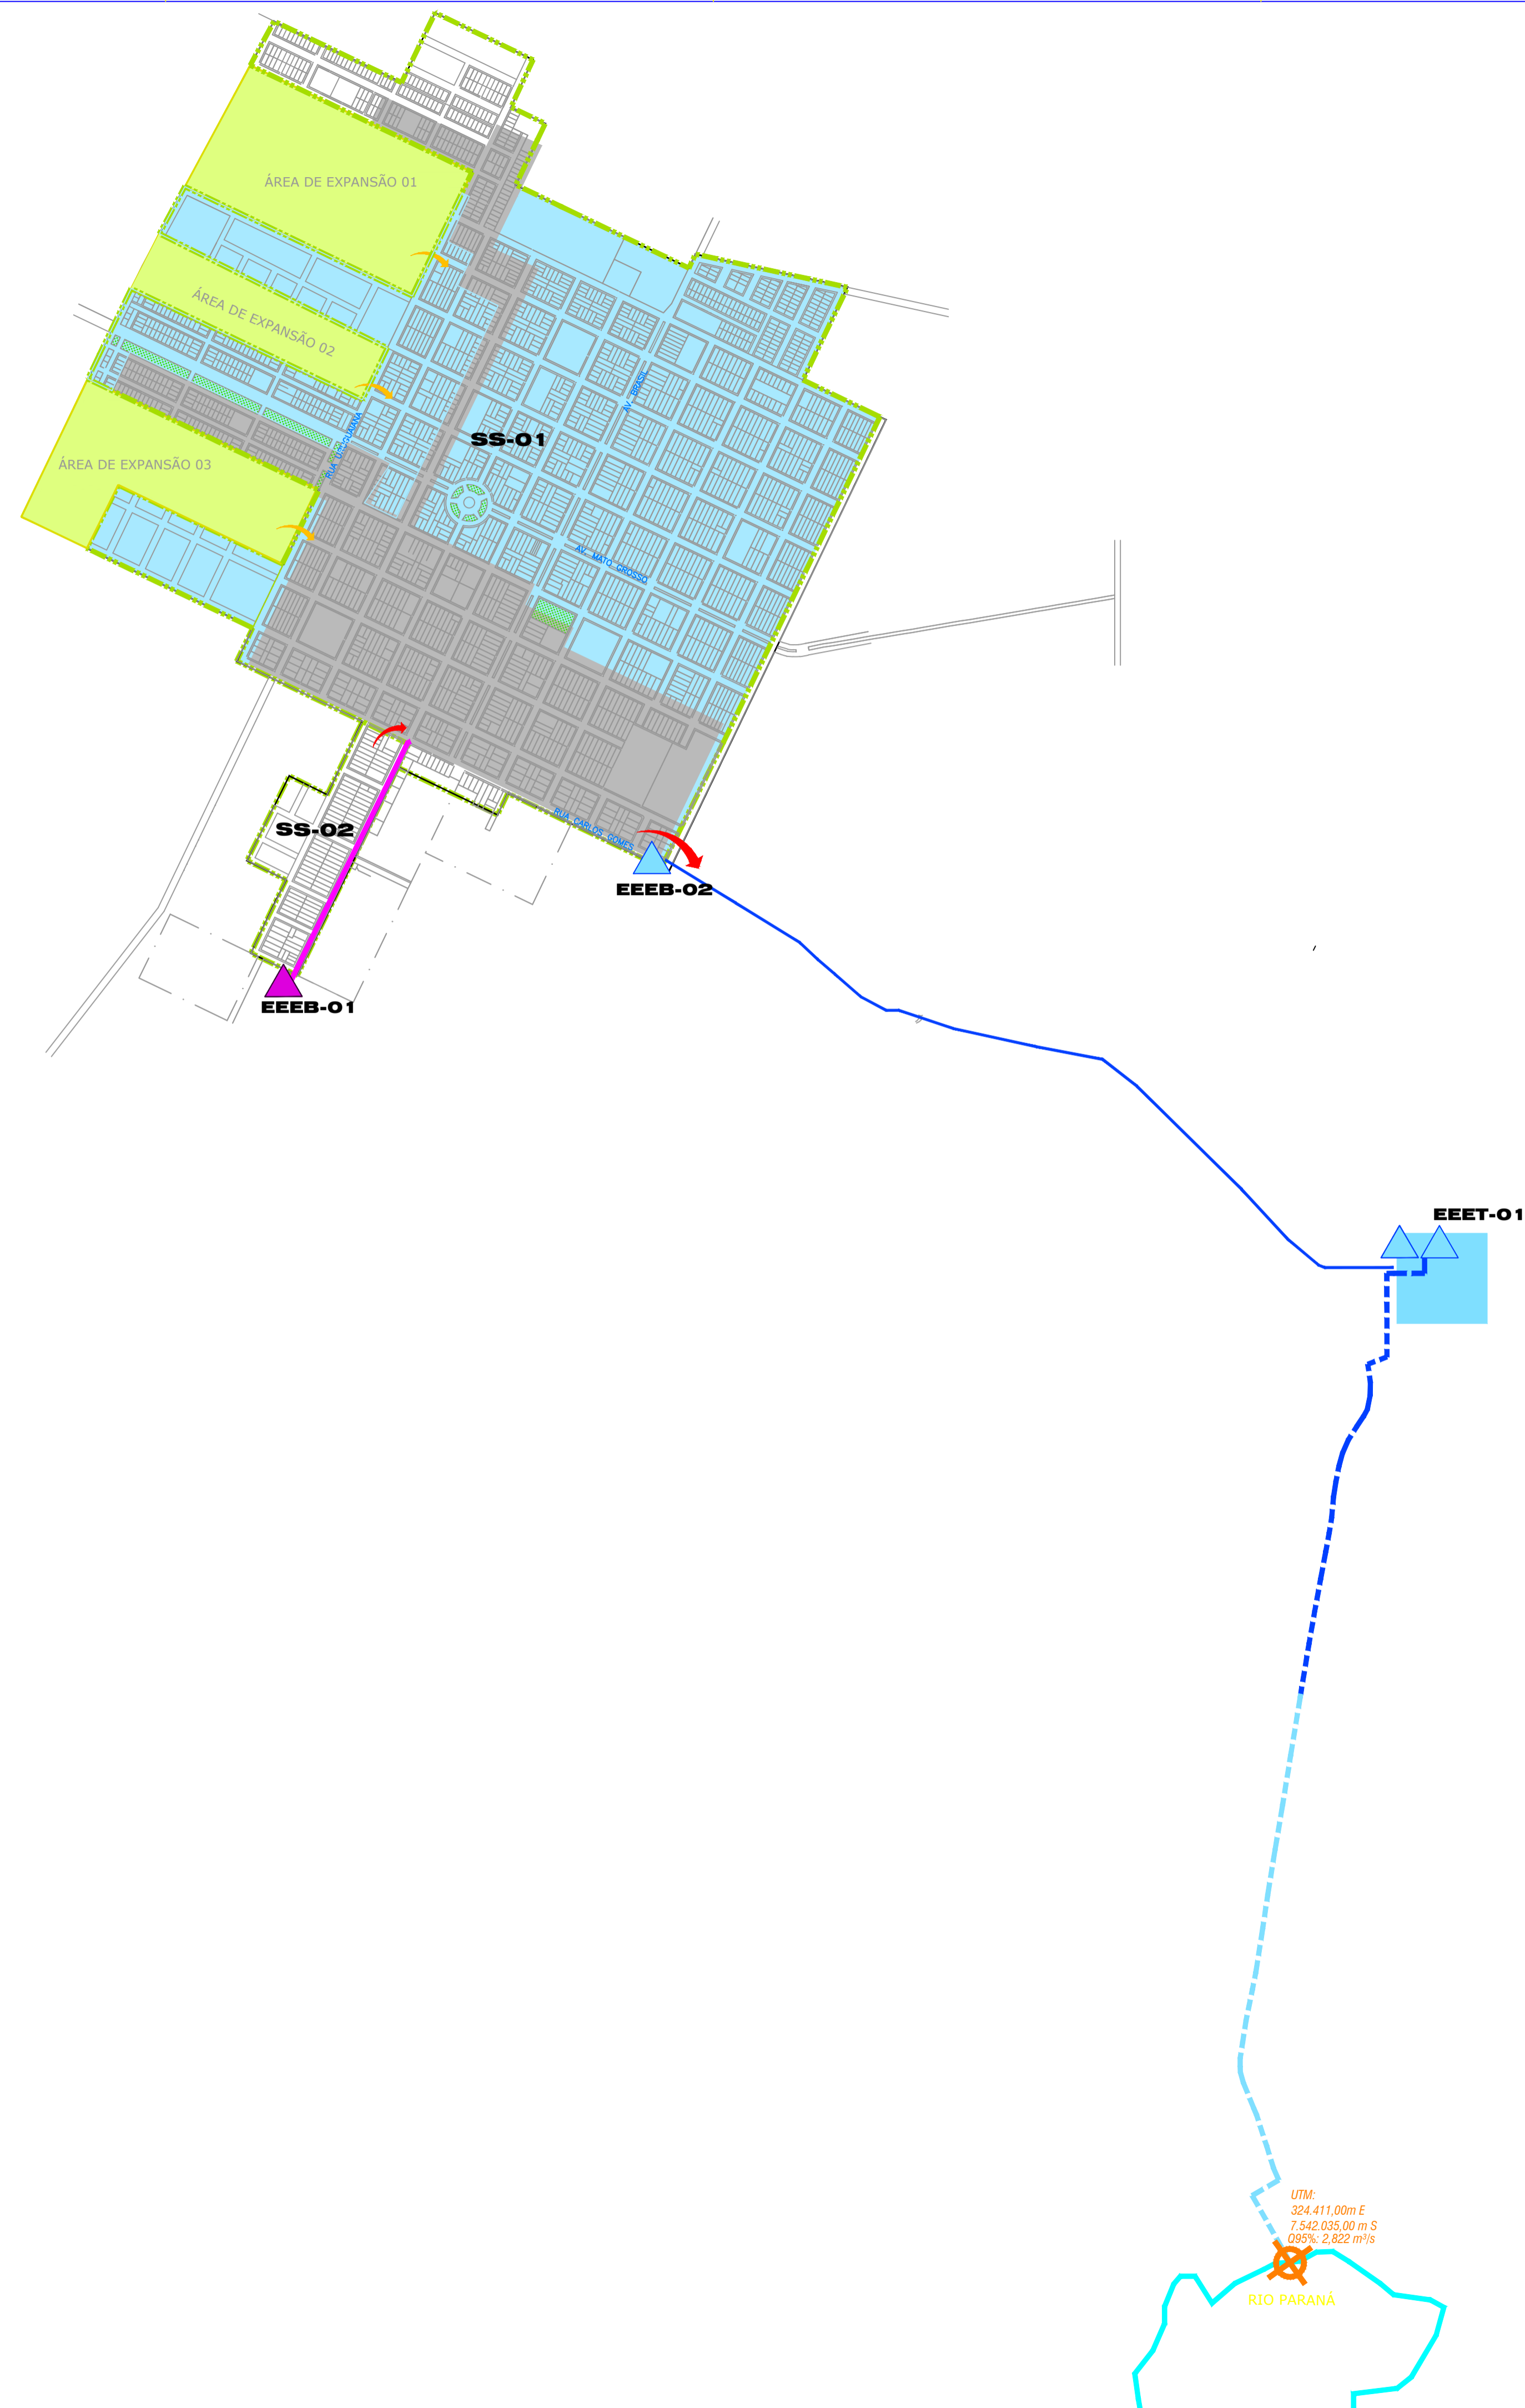 ÁREA DE EXPANSÃO 01
ÁREA DE EXPANSÃO 02
AV. BRASIL
SS-01
RUA URUGUAIANA
ÁREA DE EXPANSÃO 03
AV. MATO GROSSO
RUA CARLOS GOMES
SS-02
EEEB-02
EEEB-01
EEET-01
UTM:
324.411,00m E
7.542.035,00 m S
Q95%: 2,822 m³/s
RIO PARANÁ